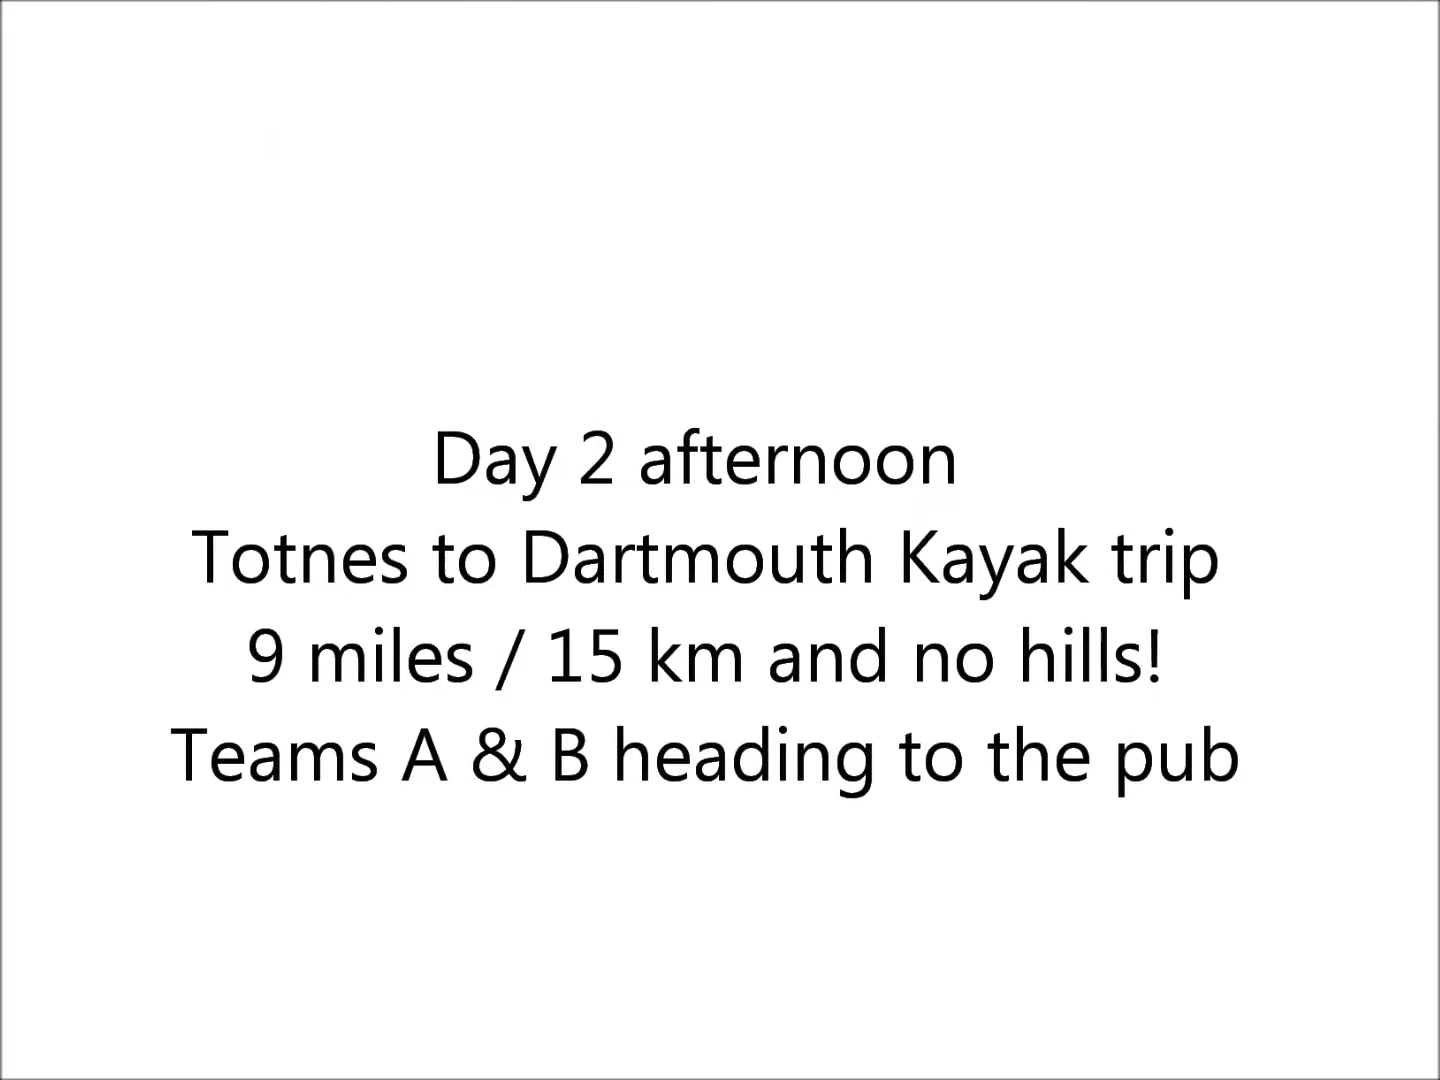 Day 2 afternoon
Totnes to Dartmouth Kayak trip
9 miles / 15 km and no hills!
Teams A & B heading to the pub